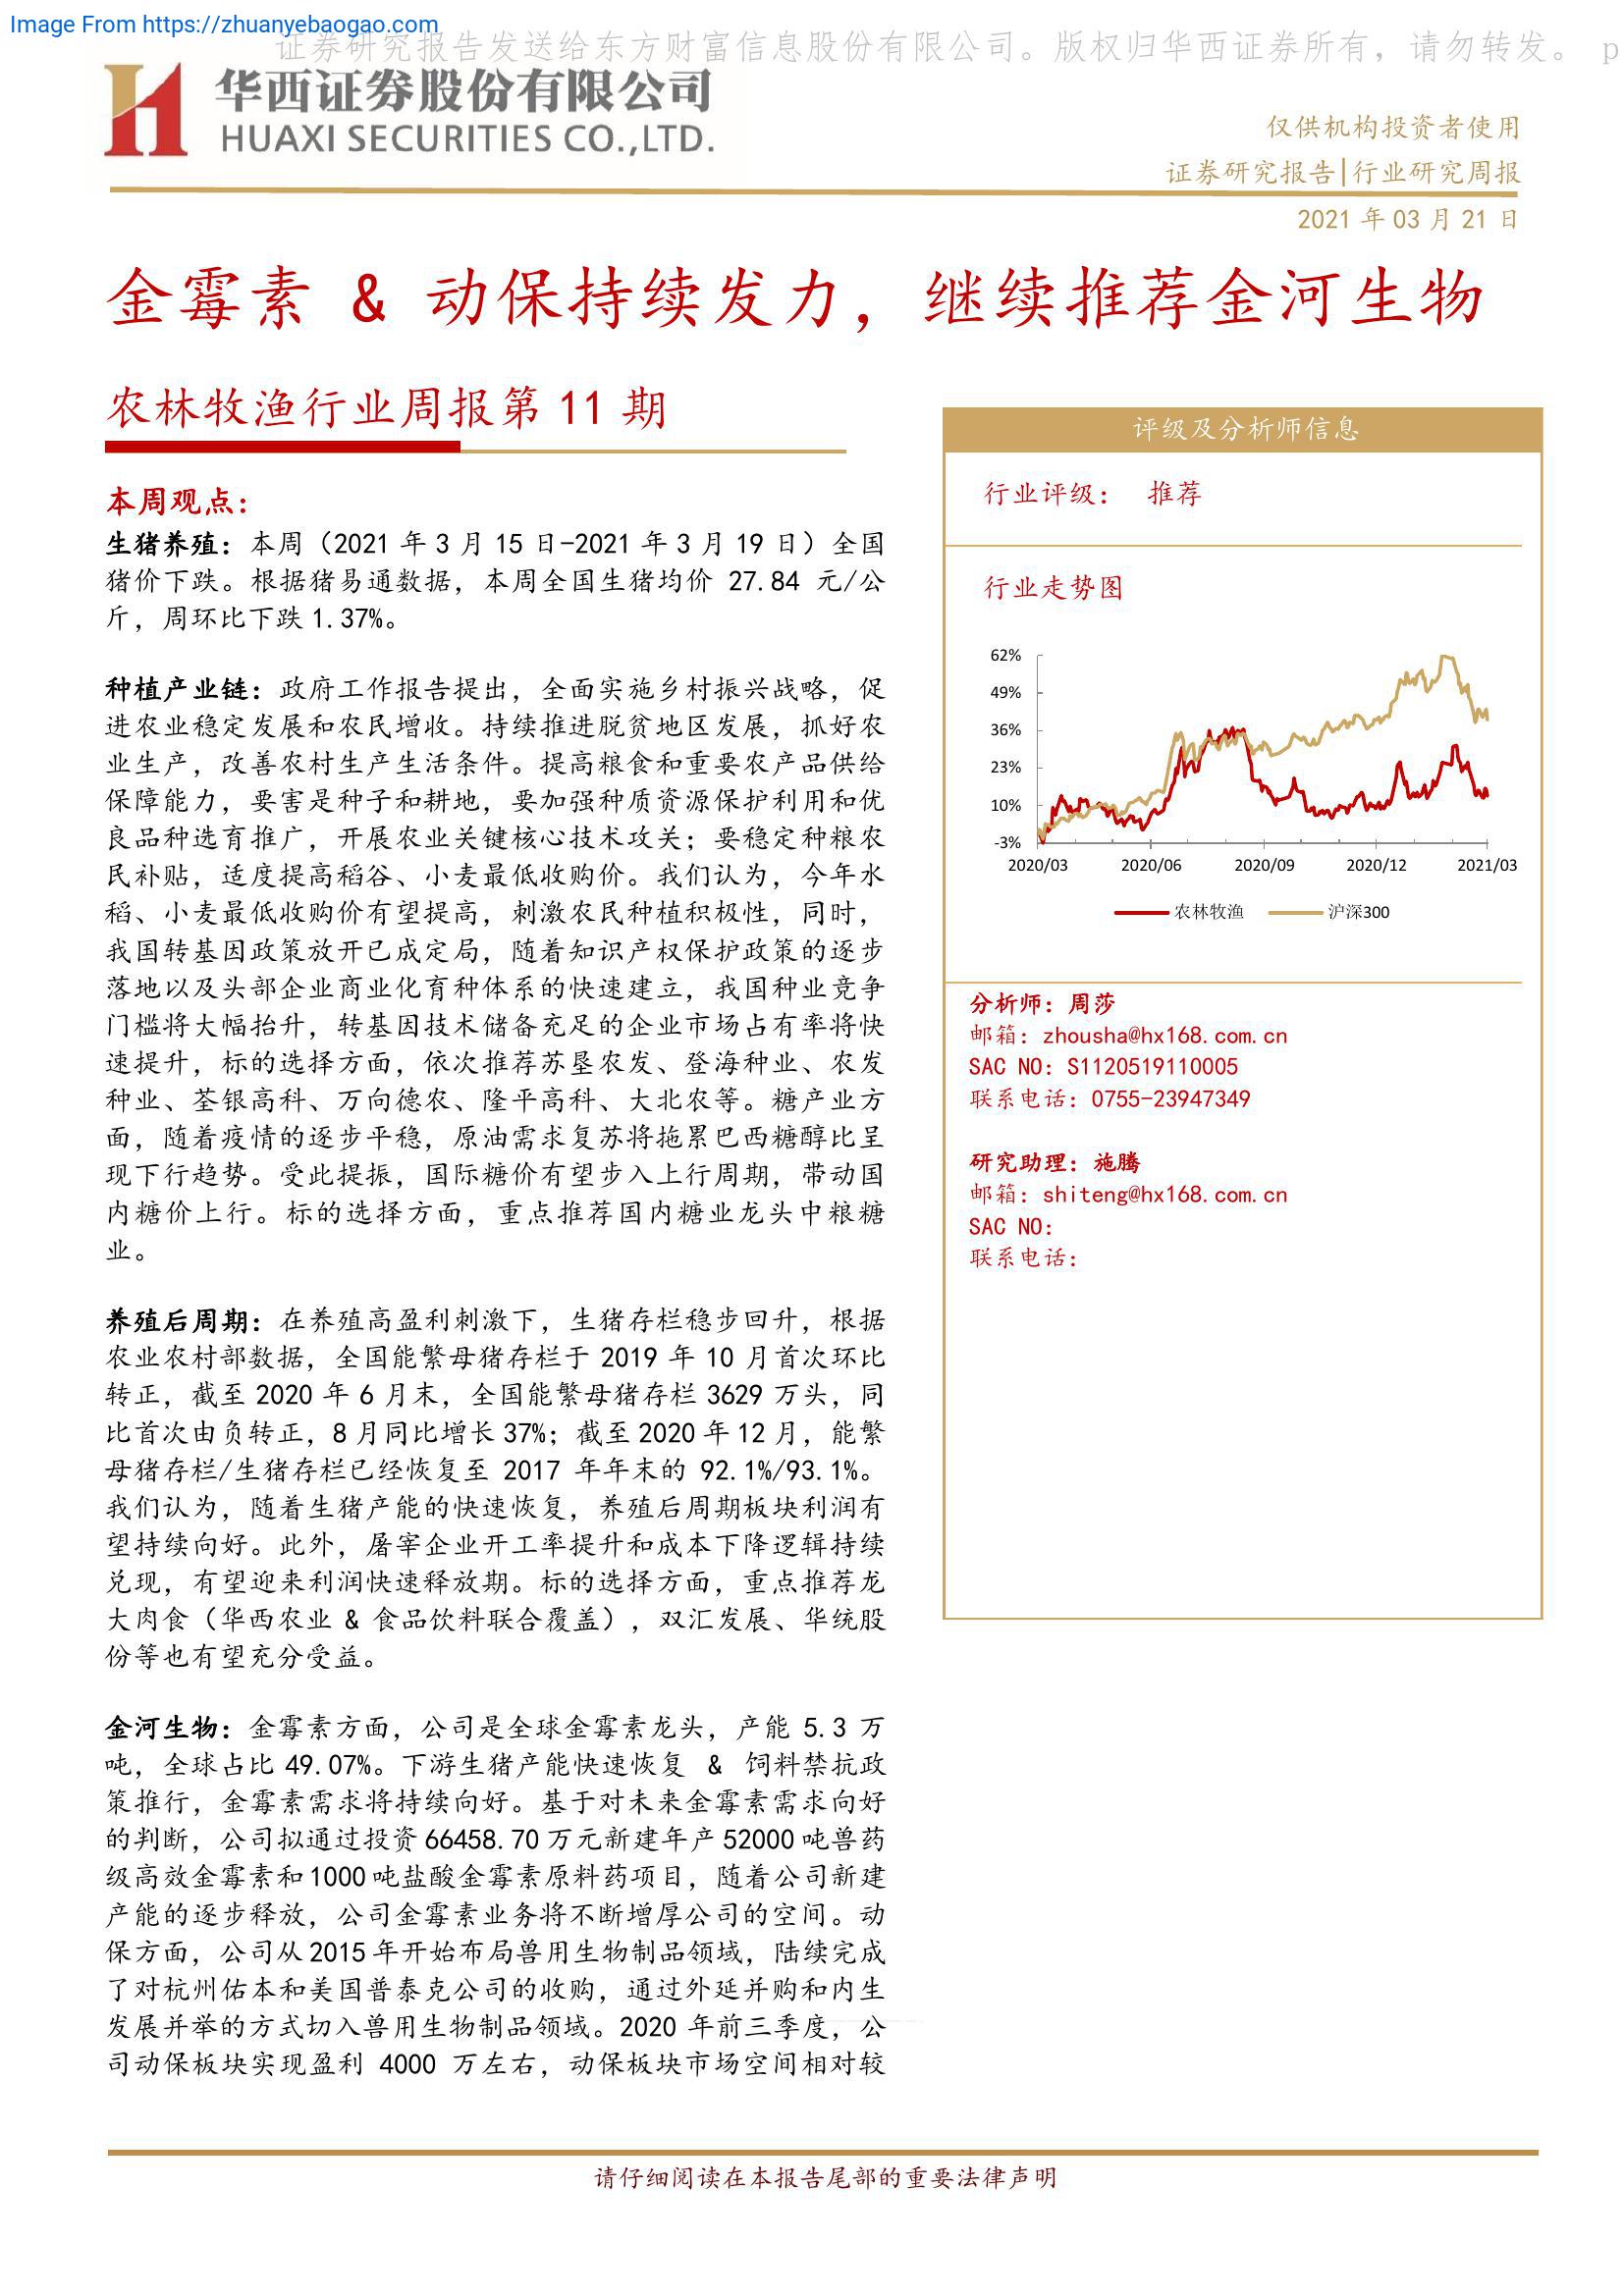 Image From https://zhuanyebaogao.com
证券研究报告发送给东方财富信息股份有限公司。版权归华西证券所有，请勿转发。 p
华西证券股份有限公司
HUAXI SECURITIES CO.,LTD.
仅供机构投资者使用
证券研究报告|行业研究周报
2021 年 03 月 21 日
金霉素 & 动保持续发力，继续推荐金河生物
农林牧渔行业周报第 11 期
本周观点：
生猪养殖：本周（2021 年 3 月 15 日-2021 年 3 月 19 日）全国
猪价下跌。根据猪易通数据，本周全国生猪均价 27.84 元/公
斤，周环比下跌 1.37%。
种植产业链：政府工作报告提出，全面实施乡村振兴战略，促
进农业稳定发展和农民增收。持续推进脱贫地区发展，抓好农
业生产，改善农村生产生活条件。提高粮食和重要农产品供给
保障能力，要害是种子和耕地，要加强种质资源保护利用和优
良品种选育推广，开展农业关键核心技术攻关；要稳定种粮农
民补贴，适度提高稻谷、小麦最低收购价。我们认为，今年水
稻、小麦最低收购价有望提高，刺激农民种植积极性，同时，
我国转基因政策放开已成定局，随着知识产权保护政策的逐步
落地以及头部企业商业化育种体系的快速建立，我国种业竞争
门槛将大幅抬升，转基因技术储备充足的企业市场占有率将快
速提升，标的选择方面，依次推荐苏垦农发、登海种业、农发
种业、荃银高科、万向德农、隆平高科、大北农等。糖产业方
面，随着疫情的逐步平稳，原油需求复苏将拖累巴西糖醇比呈
现下行趋势。受此提振，国际糖价有望步入上行周期，带动国
内糖价上行。标的选择方面，重点推荐国内糖业龙头中粮糖
业。
养殖后周期：在养殖高盈利刺激下，生猪存栏稳步回升，根据
农业农村部数据，全国能繁母猪存栏于 2019 年 10 月首次环比
转正，截至 2020 年 6 月末，全国能繁母猪存栏 3629 万头，同
比首次由负转正，8 月同比增长 37%；截至 2020 年 12 月，能繁
母猪存栏/生猪存栏已经恢复至 2017 年年末的 92.1%/93.1%。
我们认为，随着生猪产能的快速恢复，养殖后周期板块利润有
望持续向好。此外，屠宰企业开工率提升和成本下降逻辑持续
兑现，有望迎来利润快速释放期。标的选择方面，重点推荐龙
大肉食（华西农业 & 食品饮料联合覆盖），双汇发展、华统股
份等也有望充分受益。
金河生物：金霉素方面，公司是全球金霉素龙头，产能 5.3 万
吨，全球占比 49.07%。下游生猪产能快速恢复 & 饲料禁抗政
策推行，金霉素需求将持续向好。基于对未来金霉素需求向好
的判断，公司拟通过投资 66458.70 万元新建年产 52000 吨兽药
级高效金霉素和 1000 吨盐酸金霉素原料药项目，随着公司新建
产能的逐步释放，公司金霉素业务将不断增厚公司的空间。动
保方面，公司从 2015 年开始布局兽用生物制品领域，陆续完成
了对杭州佑本和美国普泰克公司的收购，通过外延并购和内生
发展并举的方式切入兽用生物制品领域。2020 年前三季度，公
司动保板块实现盈利 4000 万左右，动保板块市场空间相对较
评级及分析师信息
行业评级： 推荐
行业走势图
62%
49%
36%
23%
10%
-3%
2020/03 2020/06 2020/09 2020/12 2021/03
农林牧渔 沪深300
分析师：周莎
邮箱：zhousha@hx168.com.cn
SAC NO：S1120519110005
联系电话：0755-23947349
研究助理：施腾
邮箱：shiteng@hx168.com.cn
SAC NO：
联系电话：
请仔细阅读在本报告尾部的重要法律声明